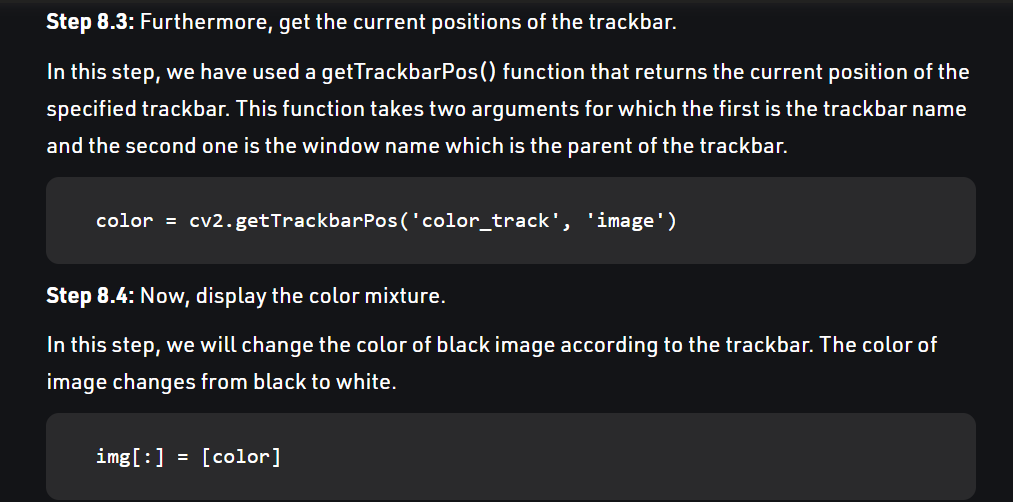 Step 8.3: Furthermore, get the current positions of the trackbar.
In this step, we have used a getTrackbarPos() function that returns the current position of the
specified trackbar. This function takes two arguments for which the first is the trackbar name
and the second one is the window name which is the parent of the trackbar.
color = cv2.getTrackbarPos('color_track', 'image')
Step 8.4: Now, display the color mixture.
In this step, we will change the color of black image according to the trackbar. The color of
image changes from black to white.
img[:] = [color]